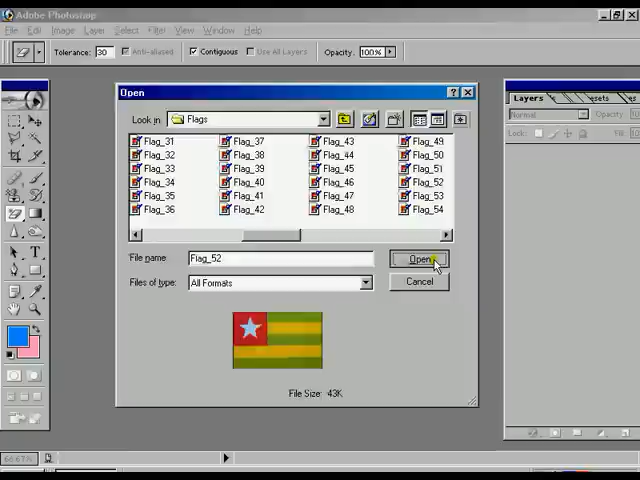 Adobe Photoshop
File Edit Image Layer Select Filter View Window Help
Tolerance: 30 Anti-aliased Contiguous Use All Layers Opacity: 100%
Open
Look in: Flags
Flag_31 Flag_37 Flag_43 Flag_49
Flag_32 Flag_38 Flag_44 Flag_50
Flag_33 Flag_39 Flag_45 Flag_51
Flag_34 Flag_40 Flag_46 Flag_52
Flag_35 Flag_41 Flag_47 Flag_53
Flag_36 Flag_42 Flag_48 Flag_54
File name: Flag_52 Open
Files of type: All Formats Cancel
File Size: 43K
Layers
Normal Opacity:
Lock: Fill:
66.67%